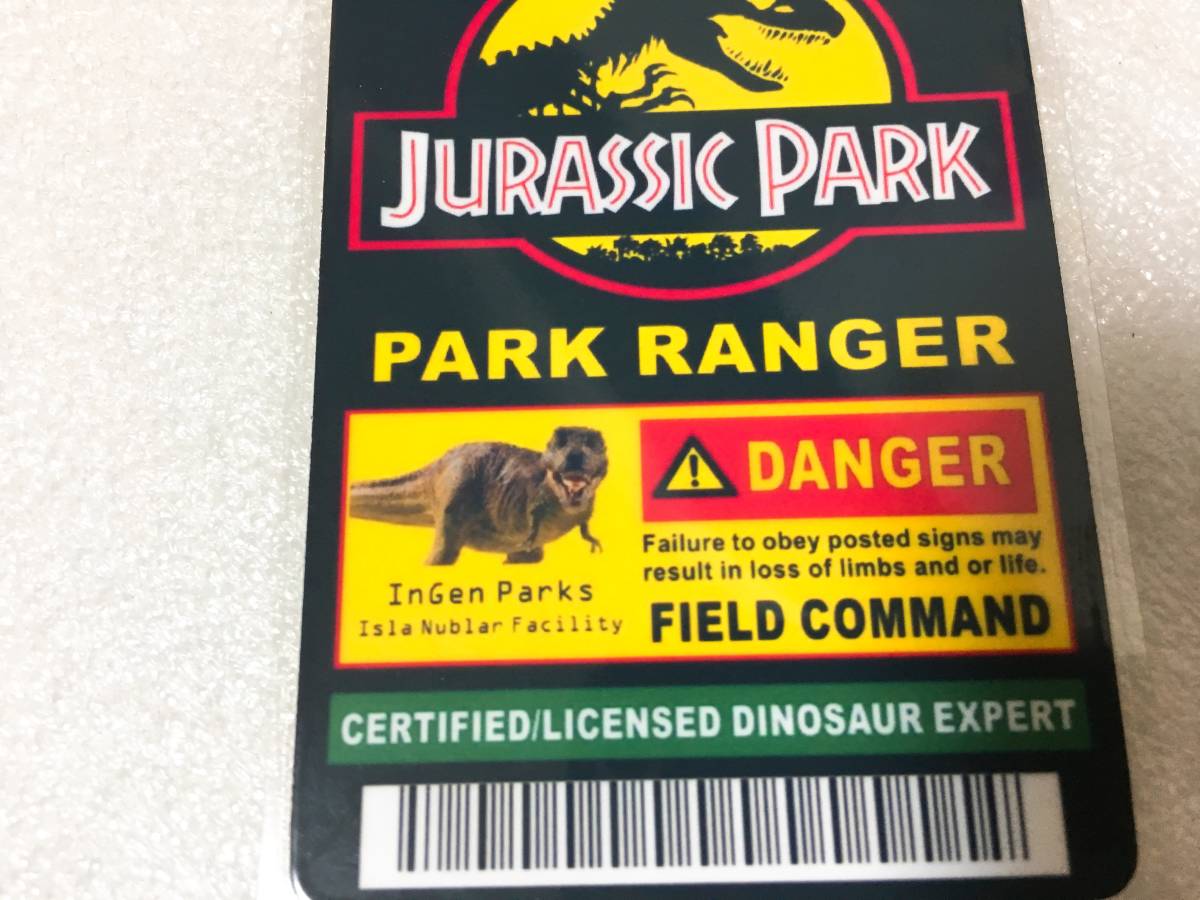 JURASSIC PARK
PARK RANGER
DANGER
Failure to obey posted signs may
result in loss of limbs and or life.
FIELD COMMAND
InGen Parks
Isla Nublar Facility
CERTIFIED/LICENSED DINOSAUR EXPERT